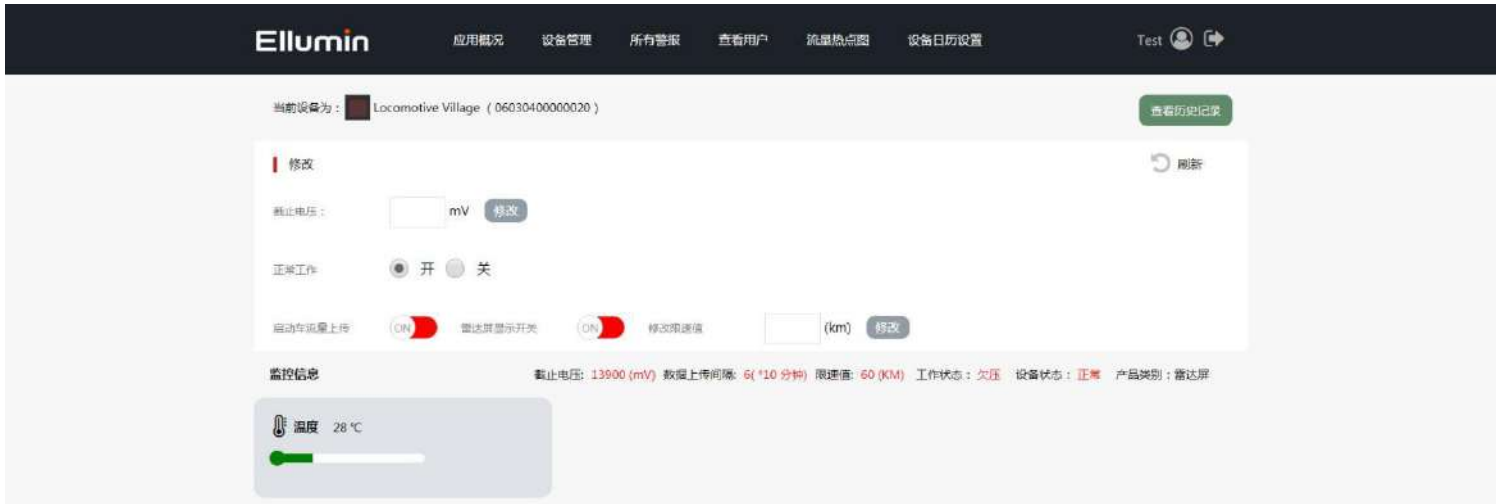 Ellumin 应用概况 设备管理 所有警报 查看用户 流量热点图 设备日历设置 Test
当前设备为： Locomotive Village ( 06030400000020 ) 查看历史记录
修改 刷新
截止电压： mV 修改
正常工作 开 关
启动车流量上传 ON 雷达屏显示开关 ON 修改限速值 (km) 修改
监控信息 截止电压: 13900 (mV) 数据上传间隔: 6( *10 分钟) 限速值: 60 (KM) 工作状态： 欠压 设备状态： 正常 产品类别：雷达屏
温度 28 ℃